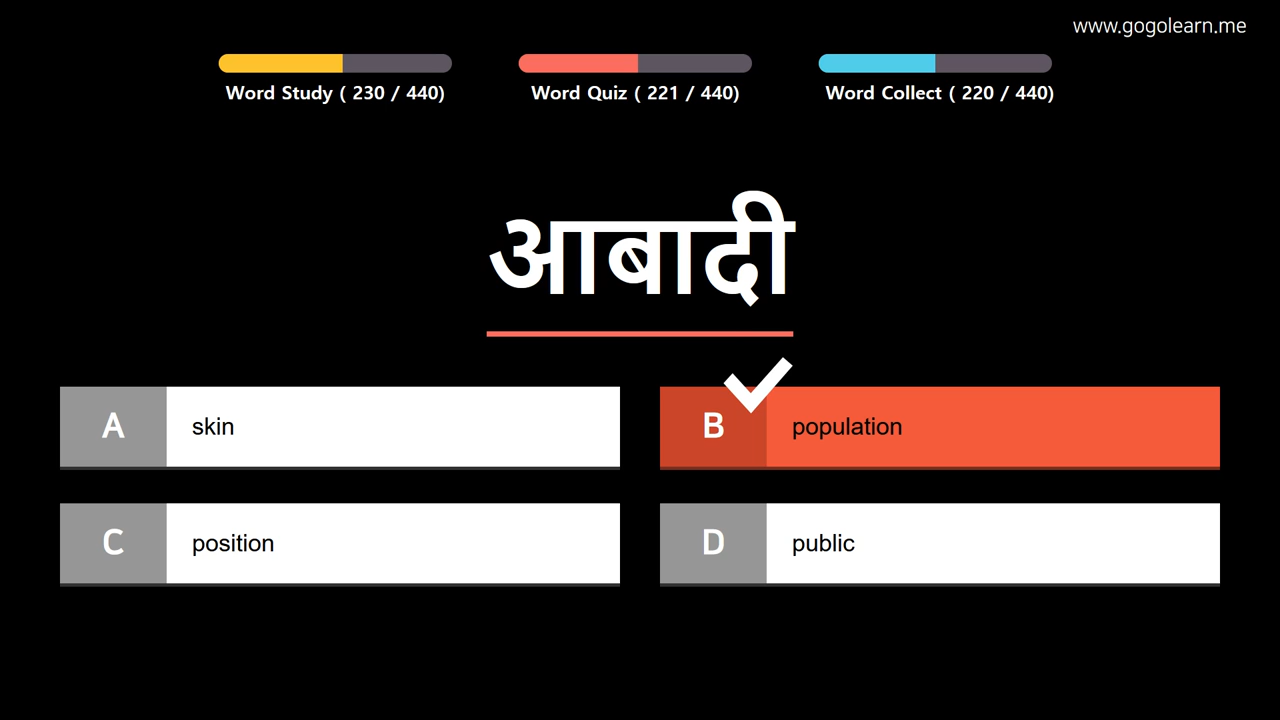 www.gogolearn.me
Word Study ( 230 / 440) Word Quiz ( 221 / 440) Word Collect ( 220 / 440)
आबादी
A skin
B population
C position
D public